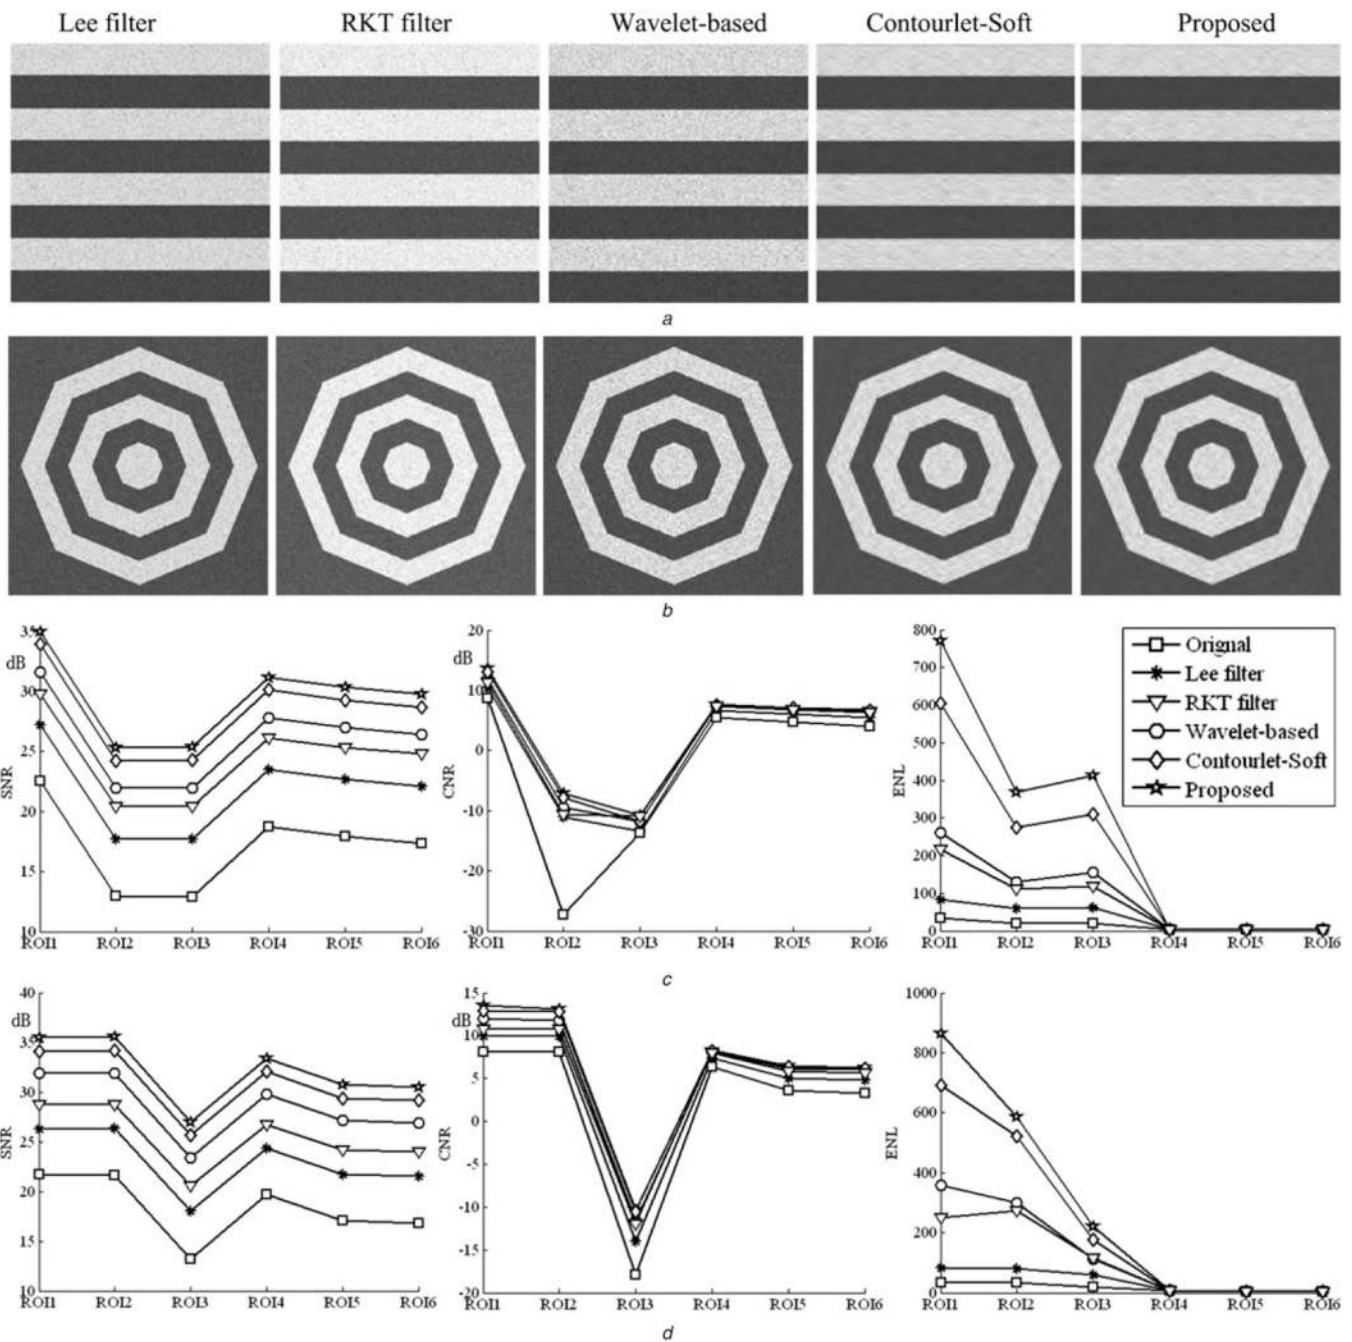 Lee filter RKT filter Wavelet-based Contourlet-Soft Proposed
a
b
35
dB
30
25
SNR
20
15
10
ROI1 ROI2 ROI3 ROI4 ROI5 ROI6
20
dB
10
0
CNR
-10
-20
-30
ROI1 ROI2 ROI3 ROI4 ROI5 ROI6
800
700
600
500
ENL
400
300
200
100
0
ROI1 ROI2 ROI3 ROI4 ROI5 ROI6
Orignal
Lee filter
RKT filter
Wavelet-based
Contourlet-Soft
Proposed
c
40
dB
35
30
SNR
25
20
15
10
ROI1 ROI2 ROI3 ROI4 ROI5 ROI6
15
dB
10
5
0
CNR
-5
-10
-15
-20
ROI1 ROI2 ROI3 ROI4 ROI5 ROI6
1000
800
600
ENL
400
200
0
ROI1 ROI2 ROI3 ROI4 ROI5 ROI6
d